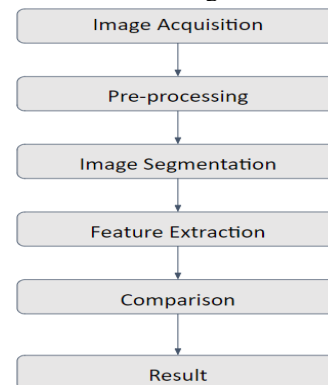 Image Acquisition
Pre-processing
Image Segmentation
Feature Extraction
Comparison
Result